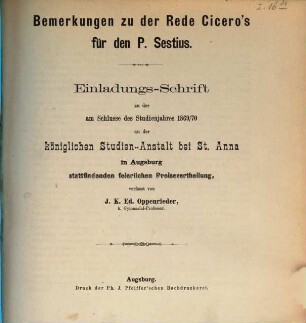 Bemerkungen zu der Rede Cicero's
für den P. Sestius.
Einladungs-Schrift
zu der
am Schlusse des Studienjahres 1869/70
an der
königlichen Studien-Anstalt bei St. Anna
in Augsburg
stattfindenden feierlichen Preisevertheilung,
verfasst von
J. K. Ed. Oppenrieder,
k. Gymnasial-Professor.
Augsburg.
Druck der Ph. J. Pfeiffer'schen Buchdruckerei.